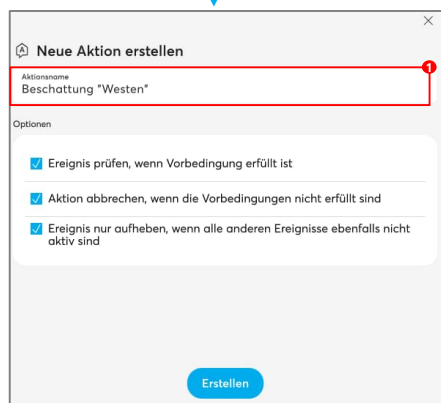 Neue Aktion erstellen
1
Aktionsname
Beschattung "Westen"
Optionen
Ereignis prüfen, wenn Vorbedingung erfüllt ist
Aktion abbrechen, wenn die Vorbedingungen nicht erfüllt sind
Ereignis nur aufheben, wenn alle anderen Ereignisse ebenfalls nicht
aktiv sind
Erstellen